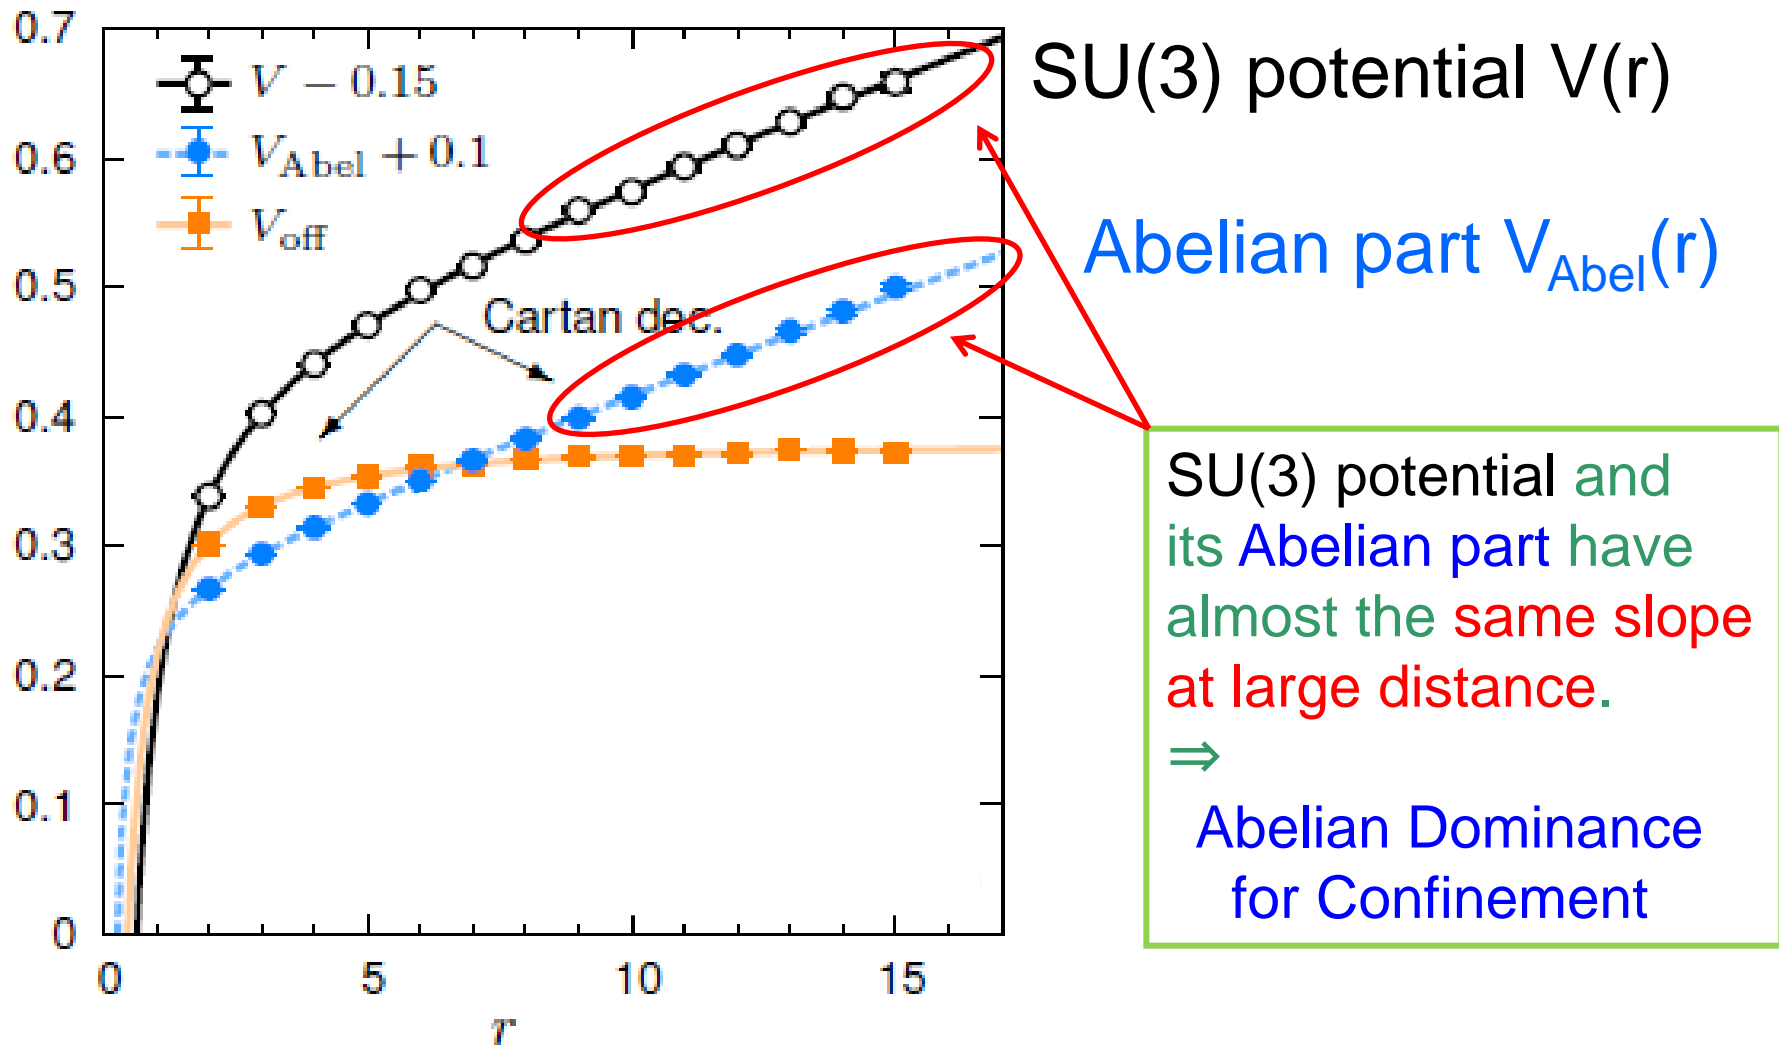 0.7
0.6
0.5
0.4
0.3
0.2
0.1
0
V − 0.15
V_Abel + 0.1
V_off
Cartan dec.
0 5 10 15
r
SU(3) potential V(r)
Abelian part V_Abel(r)
SU(3) potential and
its Abelian part have
almost the same slope
at large distance.
⇒
Abelian Dominance
for Confinement